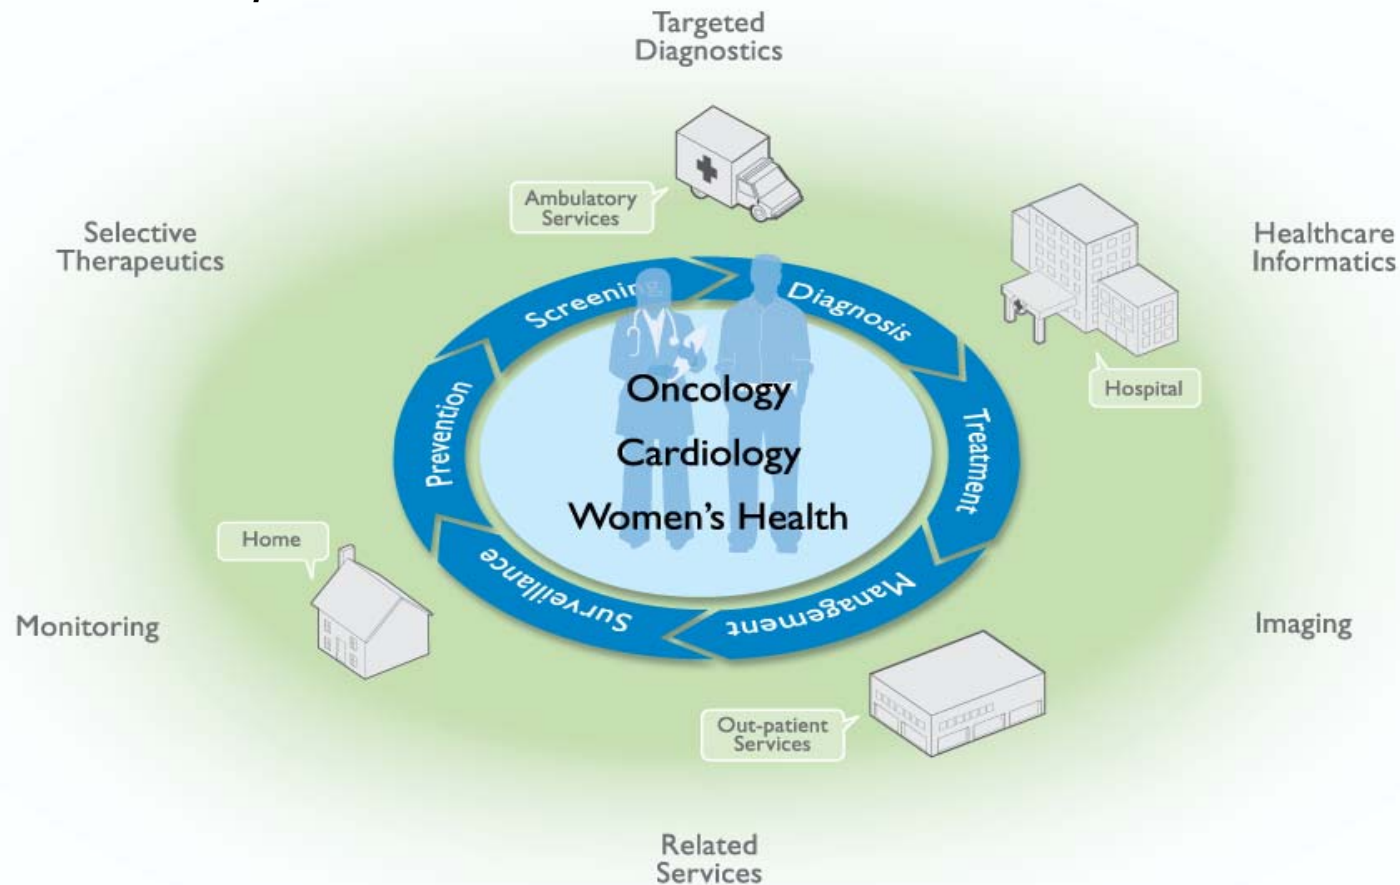 Targeted
Diagnostics
Ambulatory
Services
Selective
Therapeutics
Healthcare
Informatics
Screening
Diagnosis
Hospital
Oncology
Prevention
Treatment
Cardiology
Women's Health
Home
Surveillance
Management
Monitoring
Imaging
Out-patient
Services
Related
Services